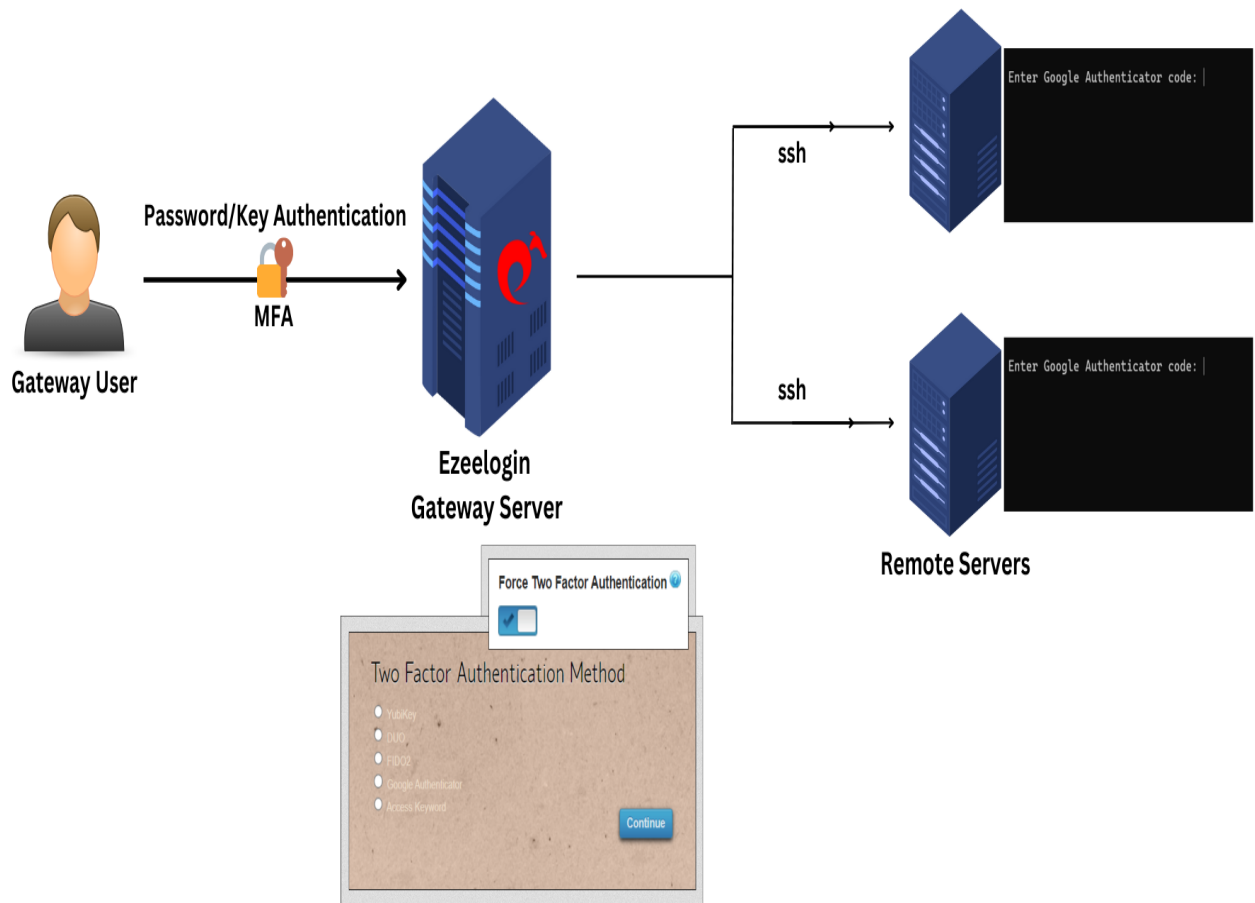 Enter Google Authenticator code:
ssh
Password/Key Authentication
MFA
Gateway User
Enter Google Authenticator code:
ssh
Ezeelogin
Gateway Server
Remote Servers
Force Two Factor Authentication ?
Two Factor Authentication Method
YubiKey
DUO
FIDO2
Google Authenticator
Access Keyword
Continue